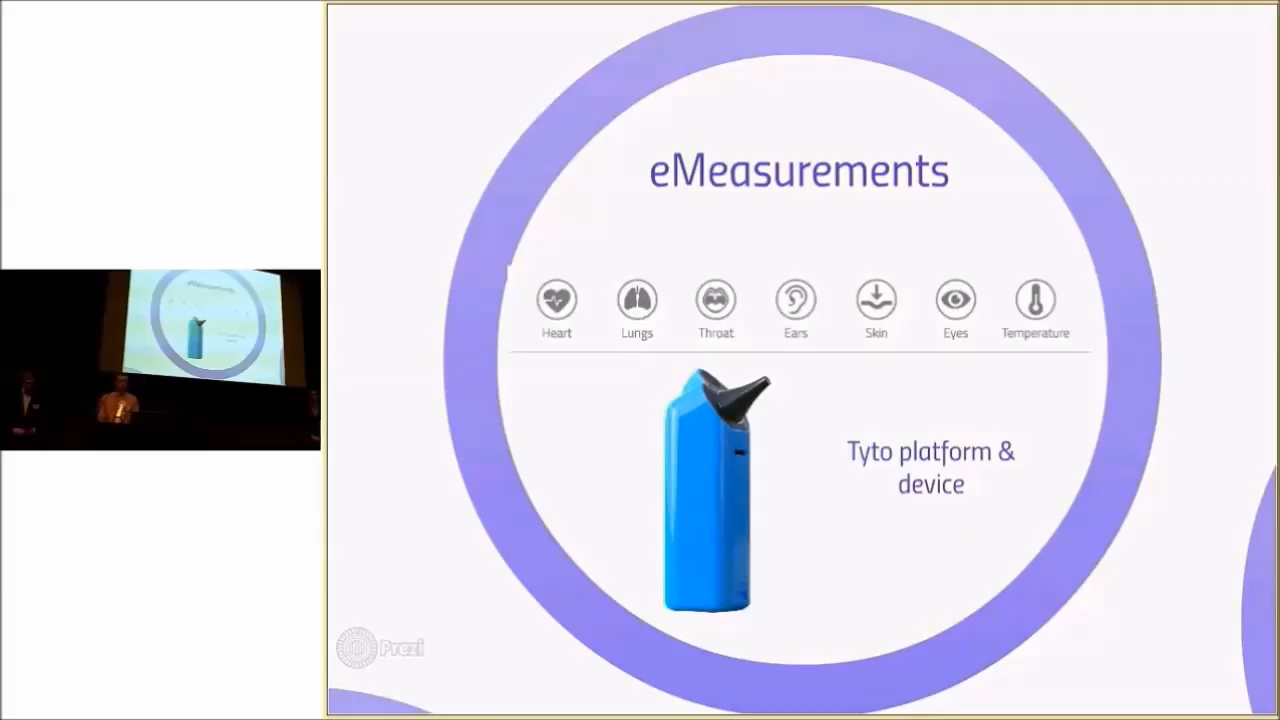 eMeasurements
Heart Lungs Throat Ears Skin Eyes Temperature
Tyto platform &
device
Prezi